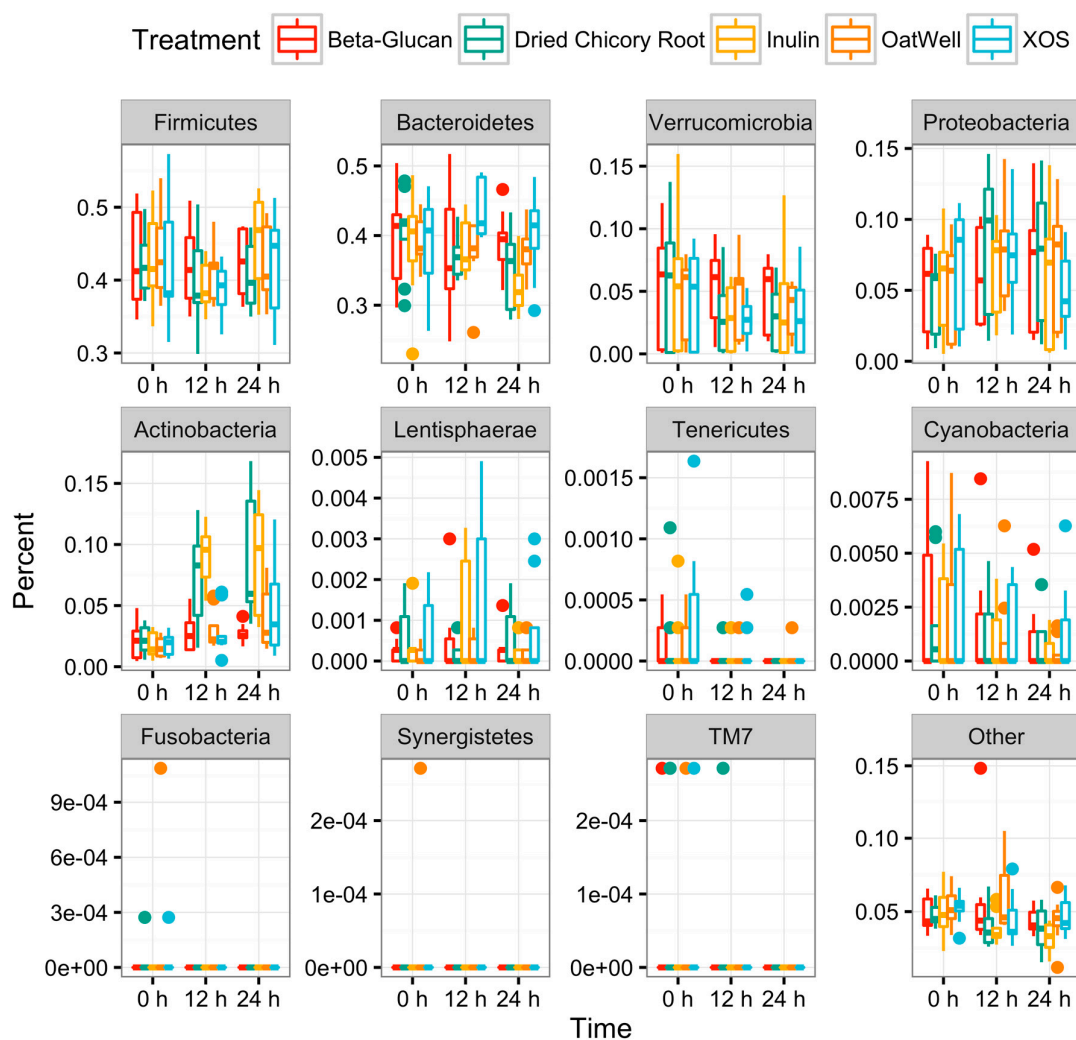 Treatment Beta-Glucan Dried Chicory Root Inulin OatWell XOS
Firmicutes Bacteroidetes Verrucomicrobia Proteobacteria
0.5
0.4
0.3
0 h 12 h 24 h
0.5
0.4
0.3
0 h 12 h 24 h
0.15
0.10
0.05
0.00
0 h 12 h 24 h
0.15
0.10
0.05
0.00
0 h 12 h 24 h
Percent
Actinobacteria Lentisphaerae Tenericutes Cyanobacteria
0.15
0.10
0.05
0.00
0 h 12 h 24 h
0.005
0.004
0.003
0.002
0.001
0.000
0 h 12 h 24 h
0.0015
0.0010
0.0005
0.0000
0 h 12 h 24 h
0.0075
0.0050
0.0025
0.0000
0 h 12 h 24 h
Fusobacteria Synergistetes TM7 Other
9e-04
6e-04
3e-04
0e+00
0 h 12 h 24 h
2e-04
1e-04
0e+00
0 h 12 h 24 h
2e-04
1e-04
0e+00
0 h 12 h 24 h
0.15
0.10
0.05
0 h 12 h 24 h
Time